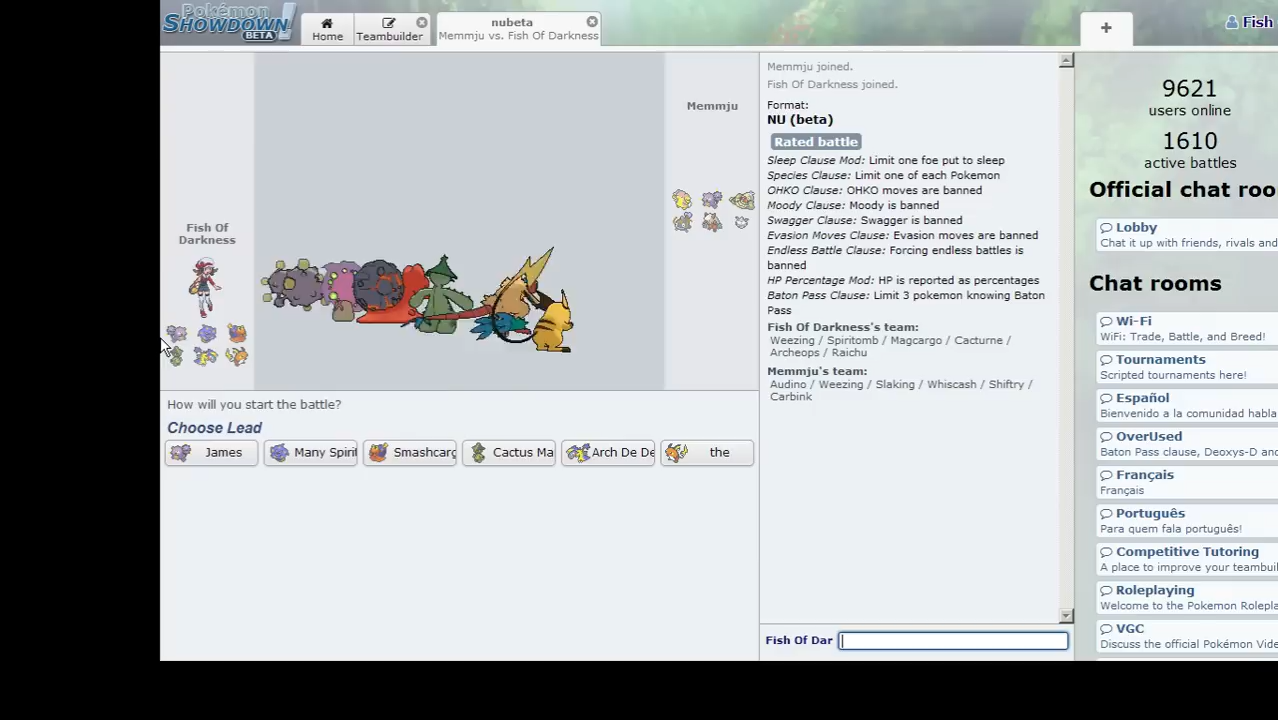 Pokémon
SHOWDOWN!
BETA
Home
Teambuilder
nubeta
Memmju vs. Fish Of Darkness
+
Fish
Fish Of
Darkness
Memmju
How will you start the battle?
Choose Lead
James
Many Spirit
Smashcarg
Cactus Ma
Arch De De
the
Memmju joined.
Fish Of Darkness joined.
Format:
NU (beta)
Rated battle
Sleep Clause Mod: Limit one foe put to sleep
Species Clause: Limit one of each Pokemon
OHKO Clause: OHKO moves are banned
Moody Clause: Moody is banned
Swagger Clause: Swagger is banned
Evasion Moves Clause: Evasion moves are banned
Endless Battle Clause: Forcing endless battles is
banned
HP Percentage Mod: HP is reported as percentages
Baton Pass Clause: Limit 3 pokemon knowing Baton
Pass
Fish Of Darkness's team:
Weezing / Spiritomb / Magcargo / Cacturne /
Archeops / Raichu
Memmju's team:
Audino / Weezing / Slaking / Whiscash / Shiftry /
Carbink
Fish Of Dar
9621
users online
1610
active battles
Official chat roo
Lobby
Chat it up with friends, rivals and
Chat rooms
Wi-Fi
WiFi: Trade, Battle, and Breed!
Tournaments
Scripted tournaments here!
Español
Bienvenido a la comunidad habla
OverUsed
Baton Pass clause, Deoxys-D and
Français
Français
Português
Para quem fala português!
Competitive Tutoring
A place to improve your teambuil
Roleplaying
Welcome to the Pokemon Rolepla
VGC
Discuss the official Pokémon Vide